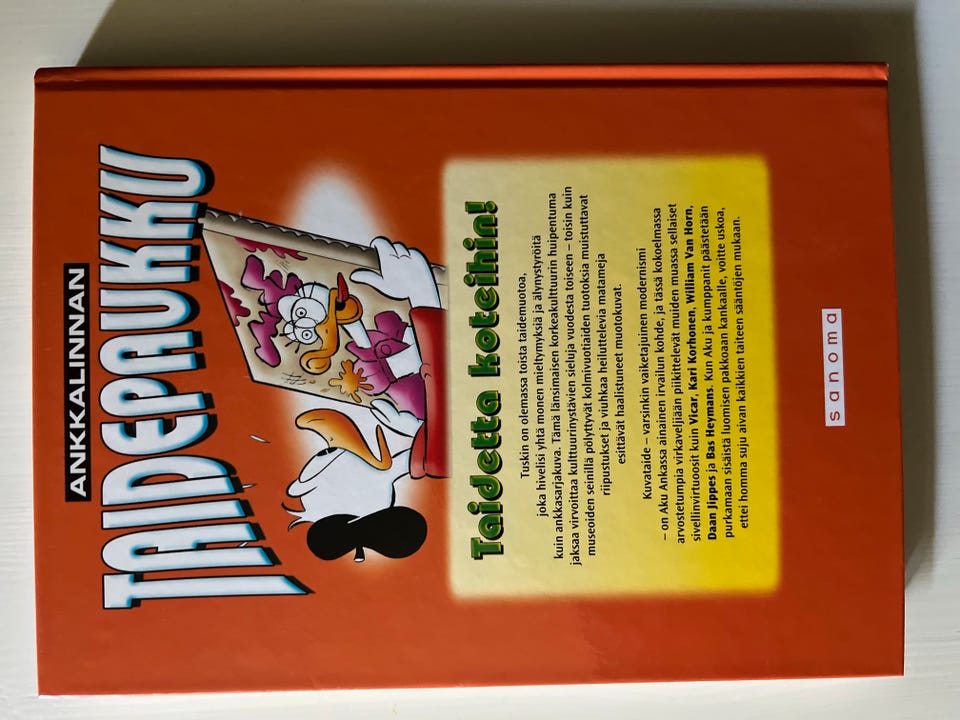 ANKKALINNAN
TAIDEPAUKKU
Taidetta koteihin!
Tuskin on olemassa toista taidemuotoa,
joka hivelisi yhtä monen mieltymyksiä ja älynystyröitä
kuin ankkasarjakuva. Tämä länsimaisen korkeakulttuurin huipentuma
jaksaa virvoittaa kulttuurinystävien sieluja vuodesta toiseen – toisin kuin
museoiden seinillä pölyttyvät kolmivuotiaiden tuotoksia muistuttavat
riipustukset ja viuhkaa heiluttelevia matameja
esittävät haalistuneet muotokuvat.
Kuvataide – varsinkin vaiketajuinen modernismi
– on Aku Ankassa ainainen irvailun kohde, ja tässä kokoelmassa
arvostetumpia virkaveljiään piikittelevät muiden muassa sellaiset
sivellinvirtuoosit kuin Vicar, Kari Korhonen, William Van Horn,
Daan Jippes ja Bas Heymans. Kun Aku ja kumppanit päästetään
purkamaan sisäistä luomisen pakkoaan kankaalle, voitte uskoa,
ettei homma suju aivan kaikkien taiteen sääntöjen mukaan.
sanoma